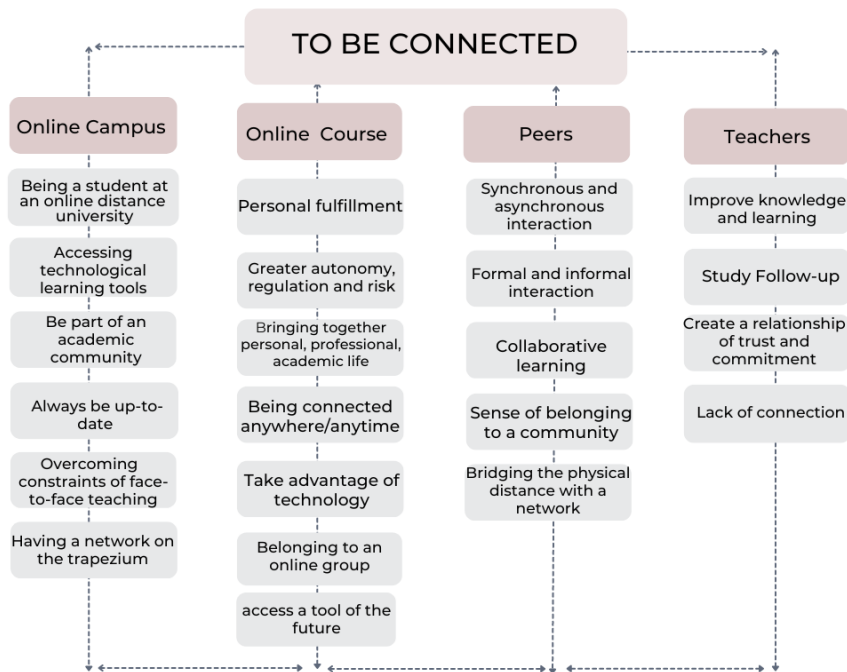 TO BE CONNECTED
Online Campus
Being a student at
an online distance
university
Accessing
technological
learning tools
Be part of an
academic
community
Always be up-to-
date
Overcoming
constraints of face-
to-face teaching
Having a network on
the trapezium
Online Course
Personal fulfillment
Greater autonomy,
regulation and risk
Bringing together
personal, professional,
academic life
Being connected
anywhere/anytime
Take advantage of
technology
Belonging to an
online group
access a tool of the
future
Peers
Synchronous and
asynchronous
interaction
Formal and informal
interaction
Collaborative
learning
Sense of belonging
to a community
Bridging the physical
distance with a
network
Teachers
Improve knowledge
and learning
Study Follow-up
Create a relationship
of trust and
commitment
Lack of connection